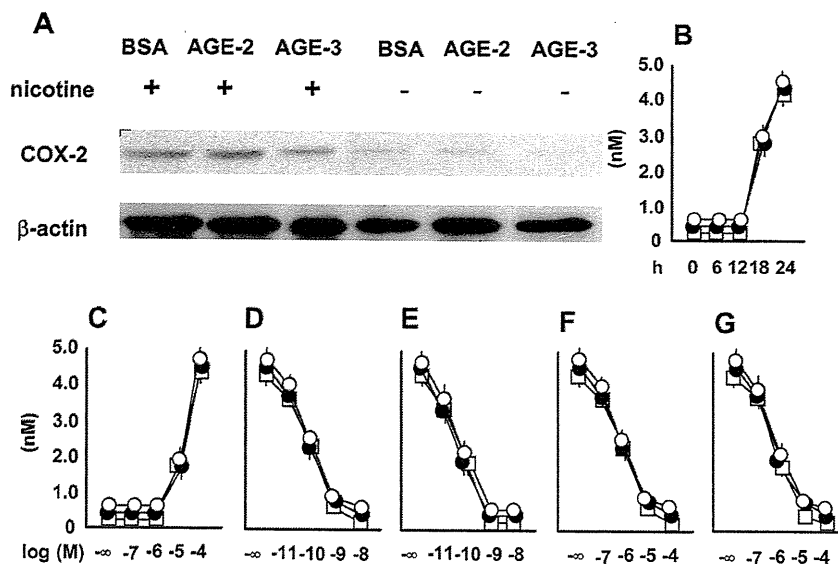 A
BSA AGE-2 AGE-3 BSA AGE-2 AGE-3
nicotine + + + - - -
COX-2
β-actin
B
5.0
4.0
3.0
(nM)
1.0
0
h 0 6 12 18 24
C D E F G
5.0
4.0
3.0
(nM)
2.0
1.0
0
log (M) -∞ -7 -6 -5 -4 -∞ -11 -10 -9 -8 -∞ -11 -10 -9 -8 -∞ -7 -6 -5 -4 -∞ -7 -6 -5 -4